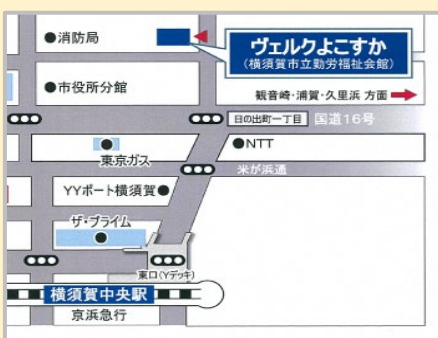 ●消防局
ヴェルクよこすか
(横須賀市立勤労福祉会館)
●市役所分館
観音崎・浦賀・久里浜 方面
日の出町一丁目
国道16号
東京ガス
●NTT
米が浜通
YYポート横須賀●
ザ・プライム
東口(Yデッキ)
横須賀中央駅
京浜急行